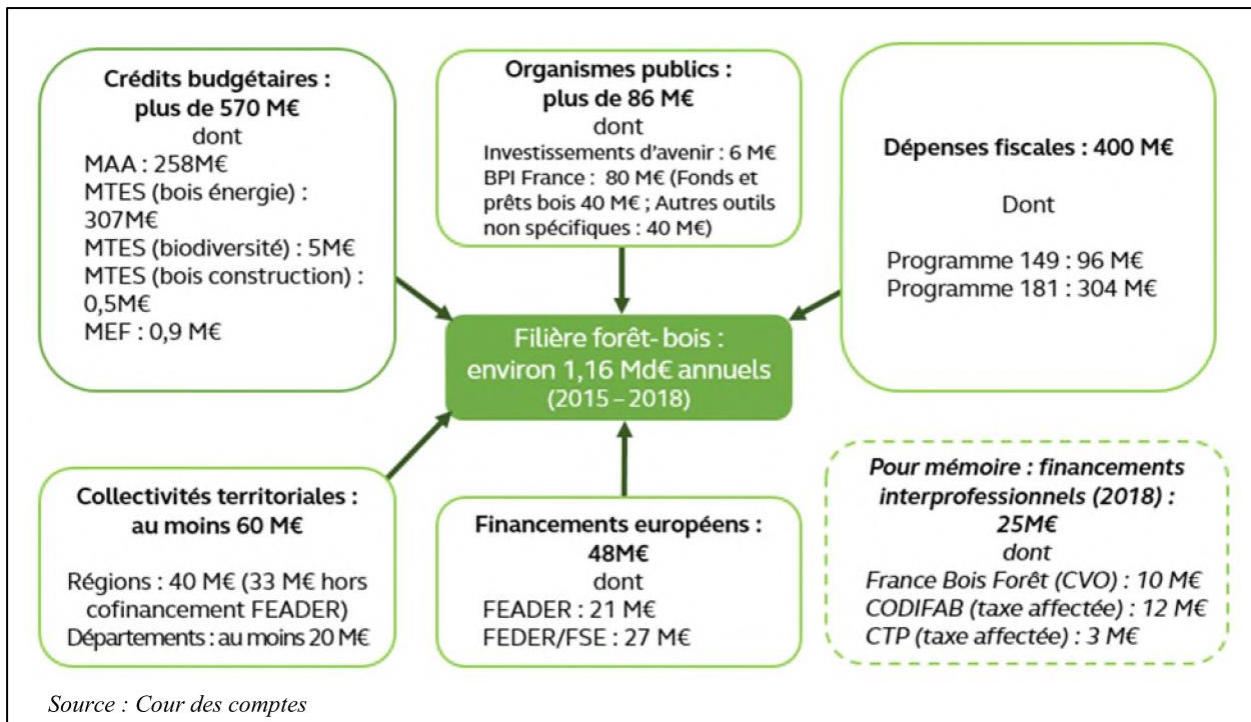 Crédits budgétaires :
plus de 570 M€
dont
MAA : 258M€
MTES (bois énergie) :
307M€
MTES (biodiversité) : 5M€
MTES (bois construction) :
0,5M€
MEF : 0,9 M€
Organismes publics :
plus de 86 M€
dont
Investissements d'avenir : 6 M€
BPI France : 80 M€ (Fonds et
prêts bois 40 M€ ; Autres outils
non spécifiques : 40 M€)
Dépenses fiscales : 400 M€
Dont
Programme 149 : 96 M€
Programme 181 : 304 M€
Filière forêt- bois :
environ 1,16 Md€ annuels
(2015 – 2018)
Collectivités territoriales :
au moins 60 M€
Régions : 40 M€ (33 M€ hors
cofinancement FEADER)
Départements : au moins 20 M€
Financements européens :
48M€
dont
FEADER : 21 M€
FEDER/FSE : 27 M€
Pour mémoire : financements
interprofessionnels (2018) :
25M€
dont
France Bois Forêt (CVO) : 10 M€
CODIFAB (taxe affectée) : 12 M€
CTP (taxe affectée) : 3 M€
Source : Cour des comptes